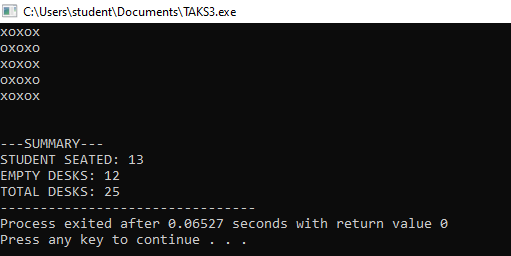 C:\Users\student\Documents\TAKS3.exe
xoxox
oxoxo
xoxox
oxoxo
xoxox
---SUMMARY---
STUDENT SEATED: 13
EMPTY DESKS: 12
TOTAL DESKS: 25
--------------------------------
Process exited after 0.06527 seconds with return value 0
Press any key to continue . . .